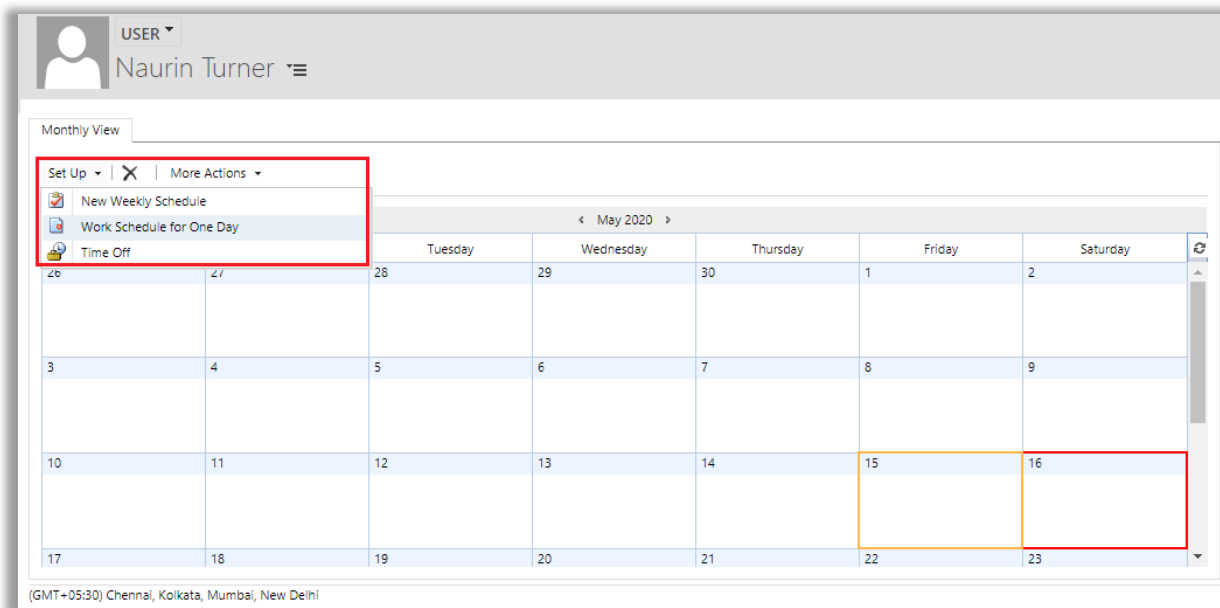 USER
Naurin Turner
Monthly View
Set Up More Actions
New Weekly Schedule
Work Schedule for One Day
Time Off
May 2020
Tuesday Wednesday Thursday Friday Saturday
26 27 28 29 30 1 2
3 4 5 6 7 8 9
10 11 12 13 14 15 16
17 18 19 20 21 22 23
(GMT+05:30) Chennai, Kolkata, Mumbai, New Delhi